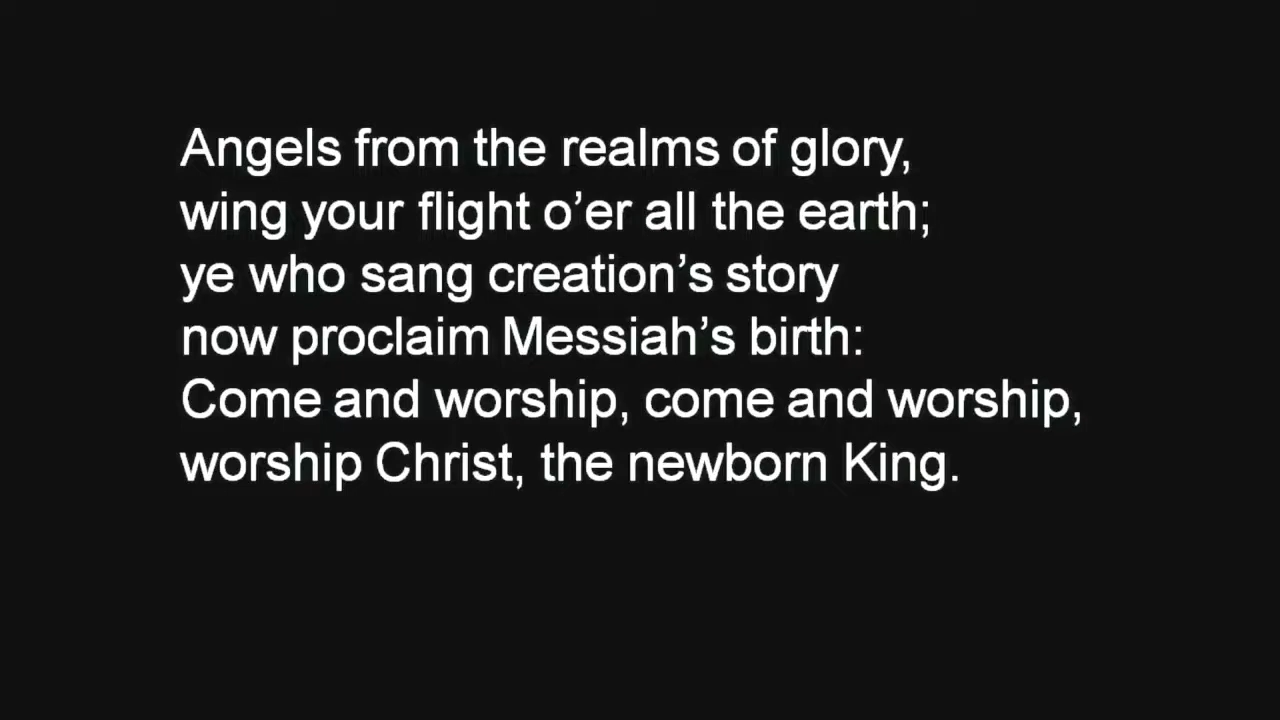 Angels from the realms of glory,
wing your flight o’er all the earth;
ye who sang creation’s story
now proclaim Messiah’s birth:
Come and worship, come and worship,
worship Christ, the newborn King.